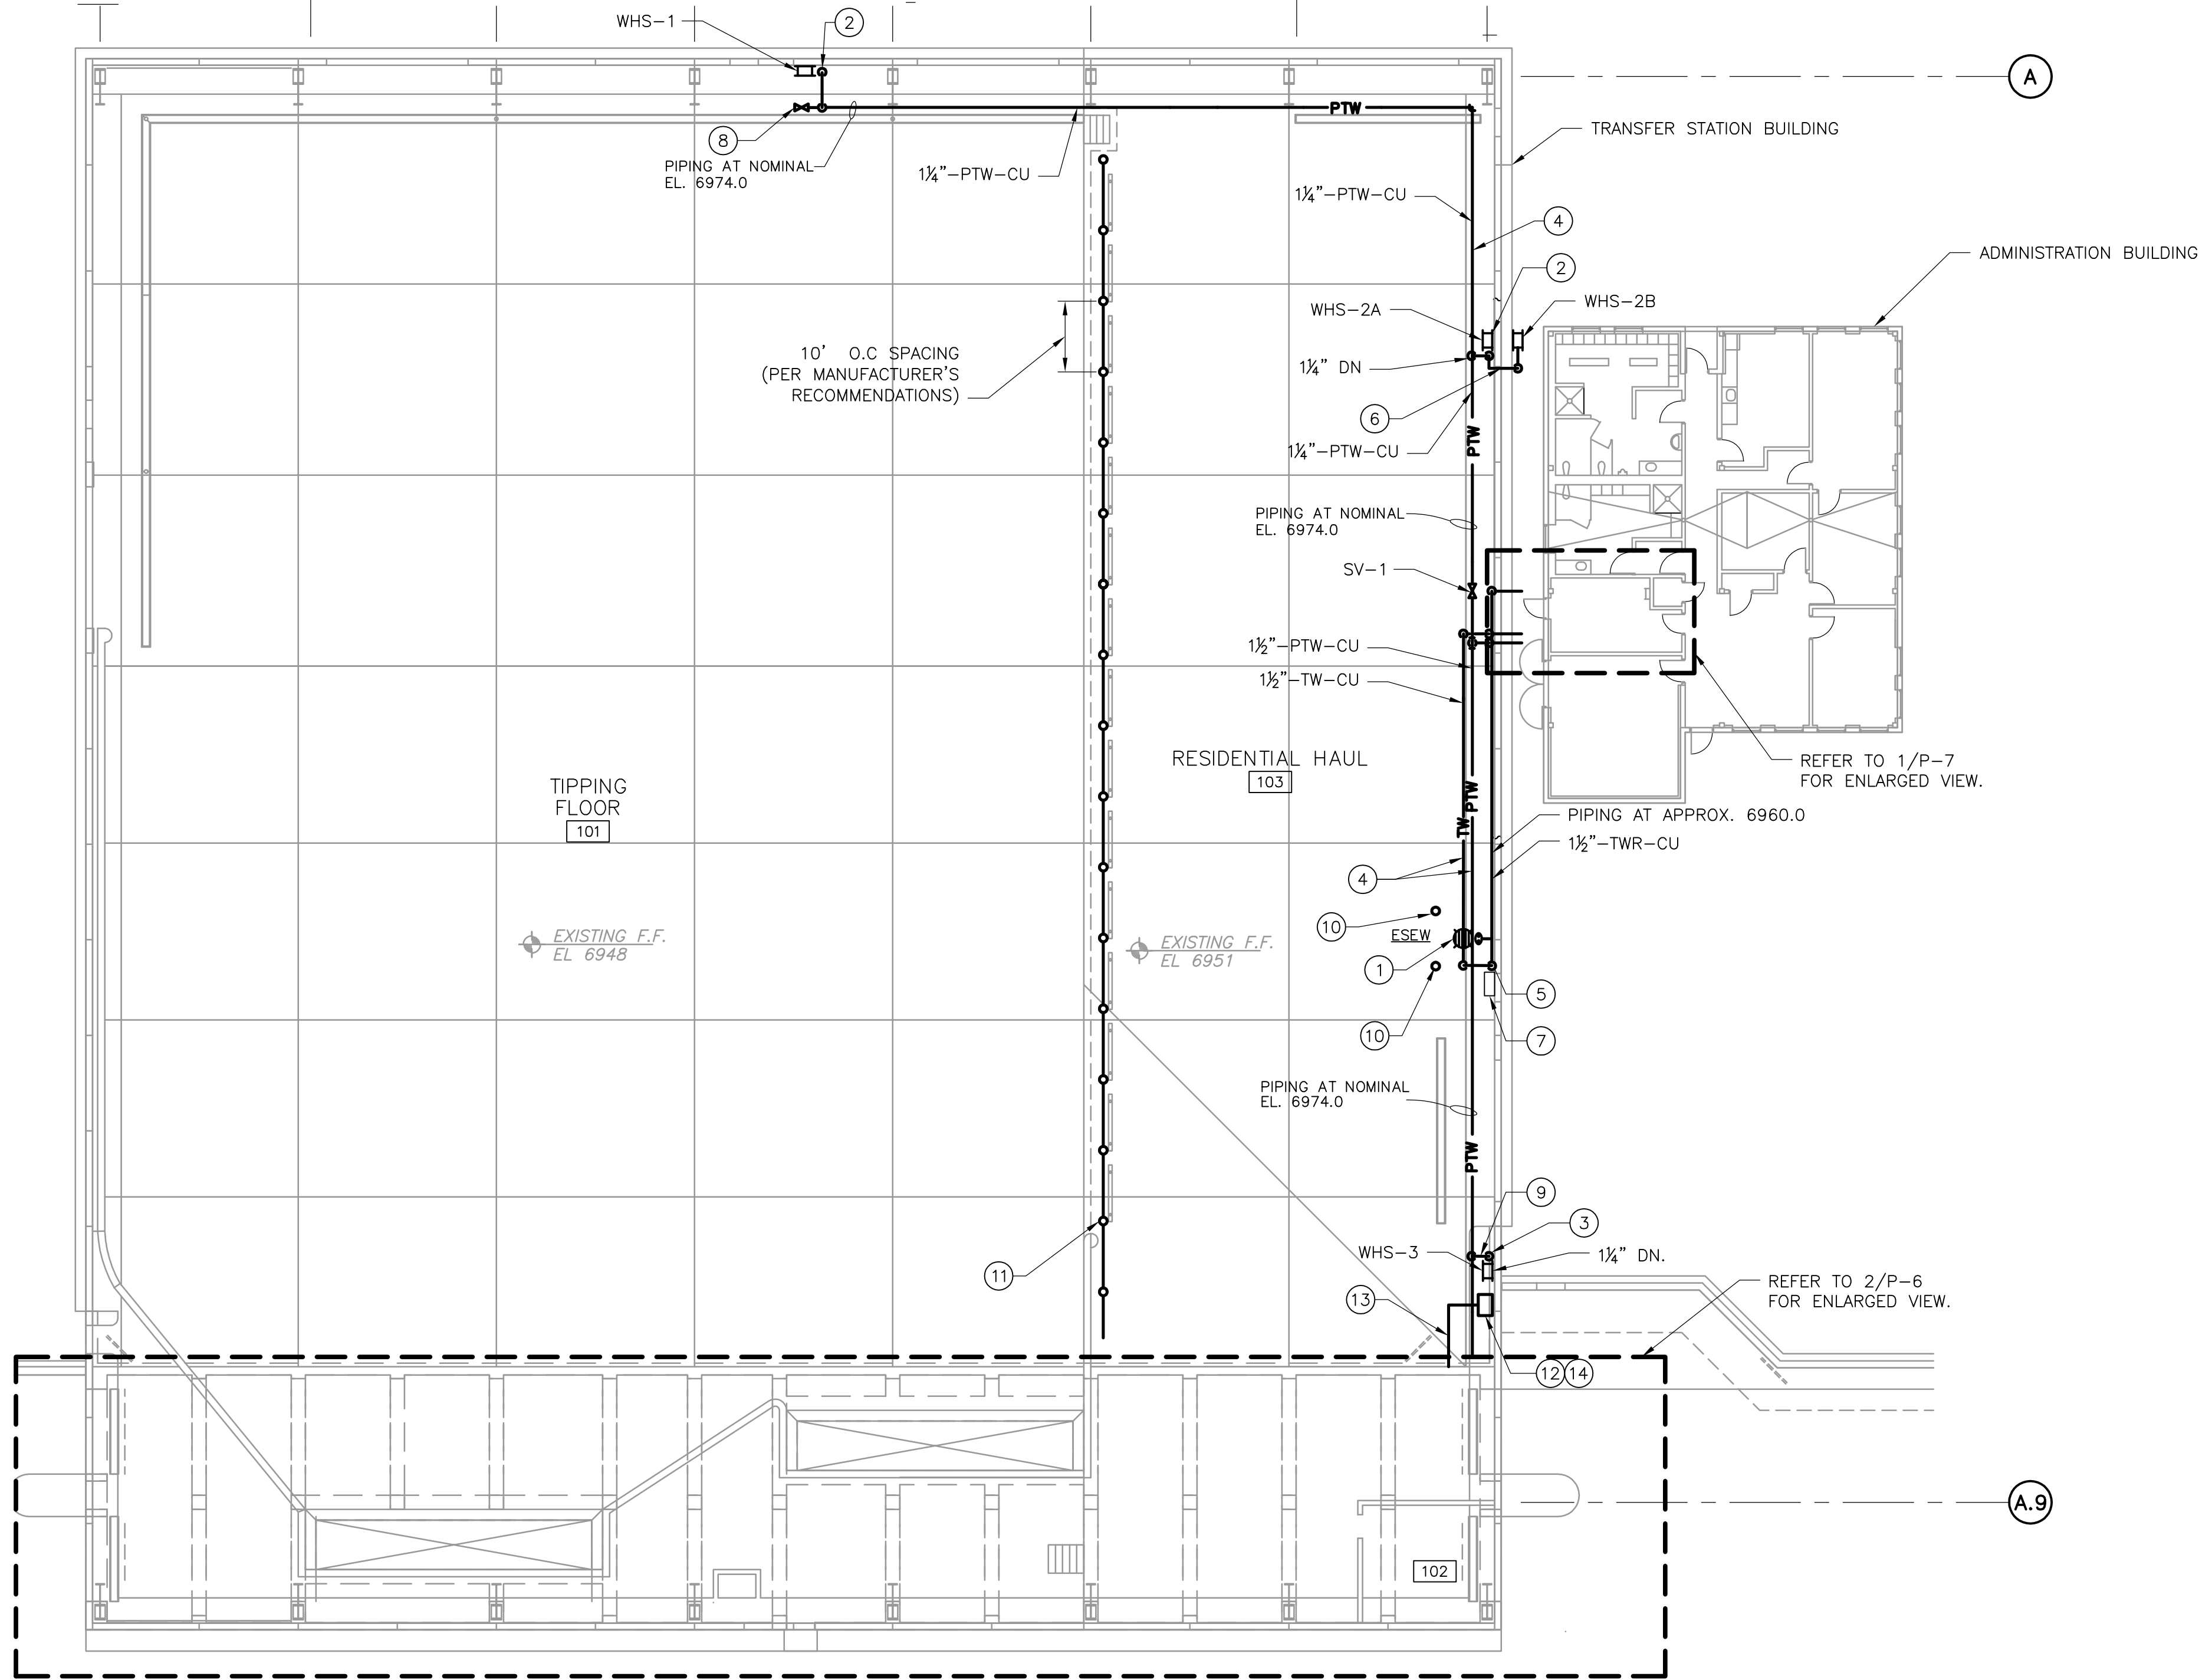 WHS-1
2
A
TRANSFER STATION BUILDING
8
PTW
PIPING AT NOMINAL
EL. 6974.0
1¼"-PTW-CU
1¼"-PTW-CU
4
ADMINISTRATION BUILDING
2
WHS-2A
WHS-2B
10' O.C SPACING
(PER MANUFACTURER'S
RECOMMENDATIONS)
1¼" DN
6
PTW
1¼"-PTW-CU
PIPING AT NOMINAL
EL. 6974.0
SV-1
1½"-PTW-CU
1½"-TW-CU
RESIDENTIAL HAUL
103
TIPPING
FLOOR
101
REFER TO 1/P-7
FOR ENLARGED VIEW.
PTW
TW
PIPING AT APPROX. 6960.0
1½"-TWR-CU
4
10
ESEW
EXISTING F.F.
EL 6948
EXISTING F.F.
EL 6951
1
5
10
7
PIPING AT NOMINAL
EL. 6974.0
PTW
9
3
WHS-3
1¼" DN.
11
13
REFER TO 2/P-6
FOR ENLARGED VIEW.
12
14
A.9
102